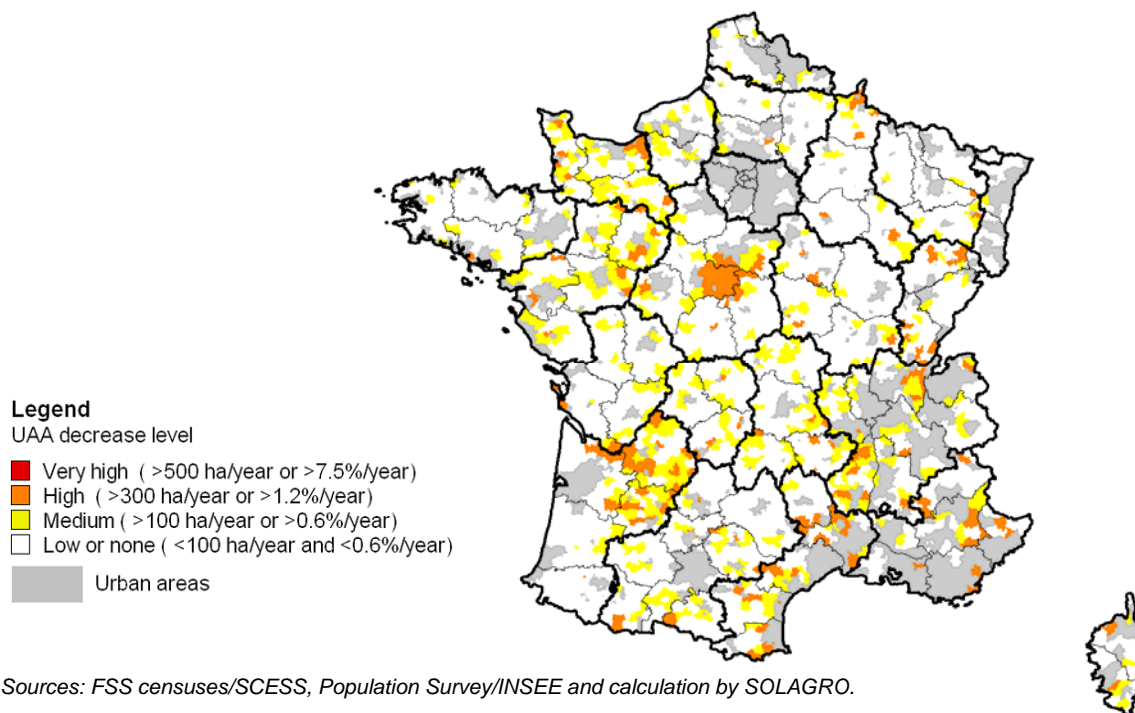 Legend
UAA decrease level
Very high ( >500 ha/year or >7.5%/year)
High ( >300 ha/year or >1.2%/year)
Medium ( >100 ha/year or >0.6%/year)
Low or none ( <100 ha/year and <0.6%/year)
Urban areas
Sources: FSS censuses/SCESS, Population Survey/INSEE and calculation by SOLAGRO.